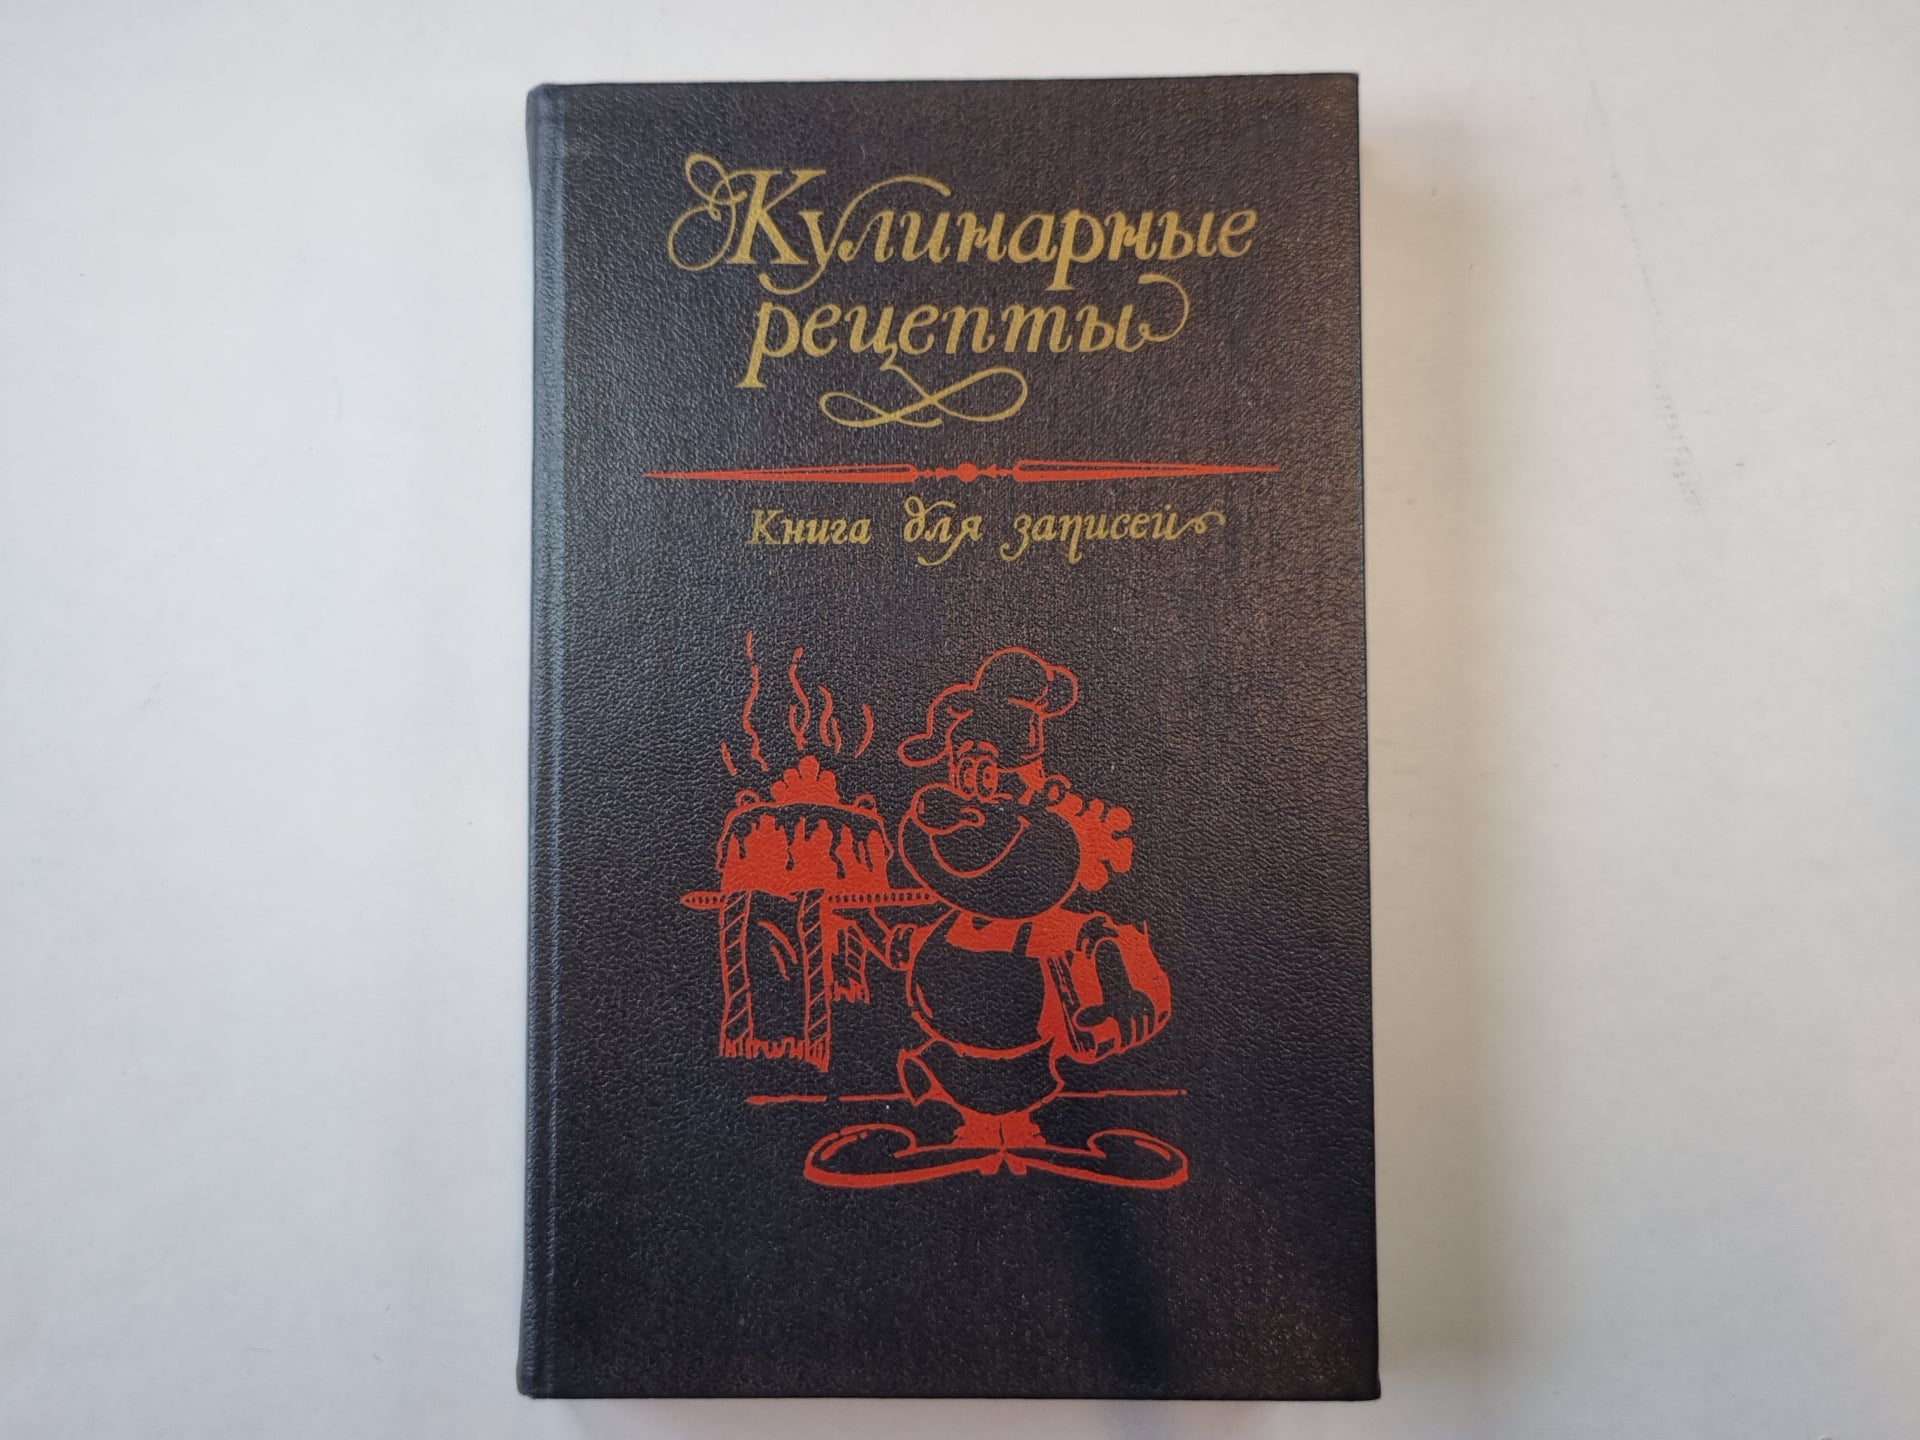 Кулинарные
рецепты
Книга для записей